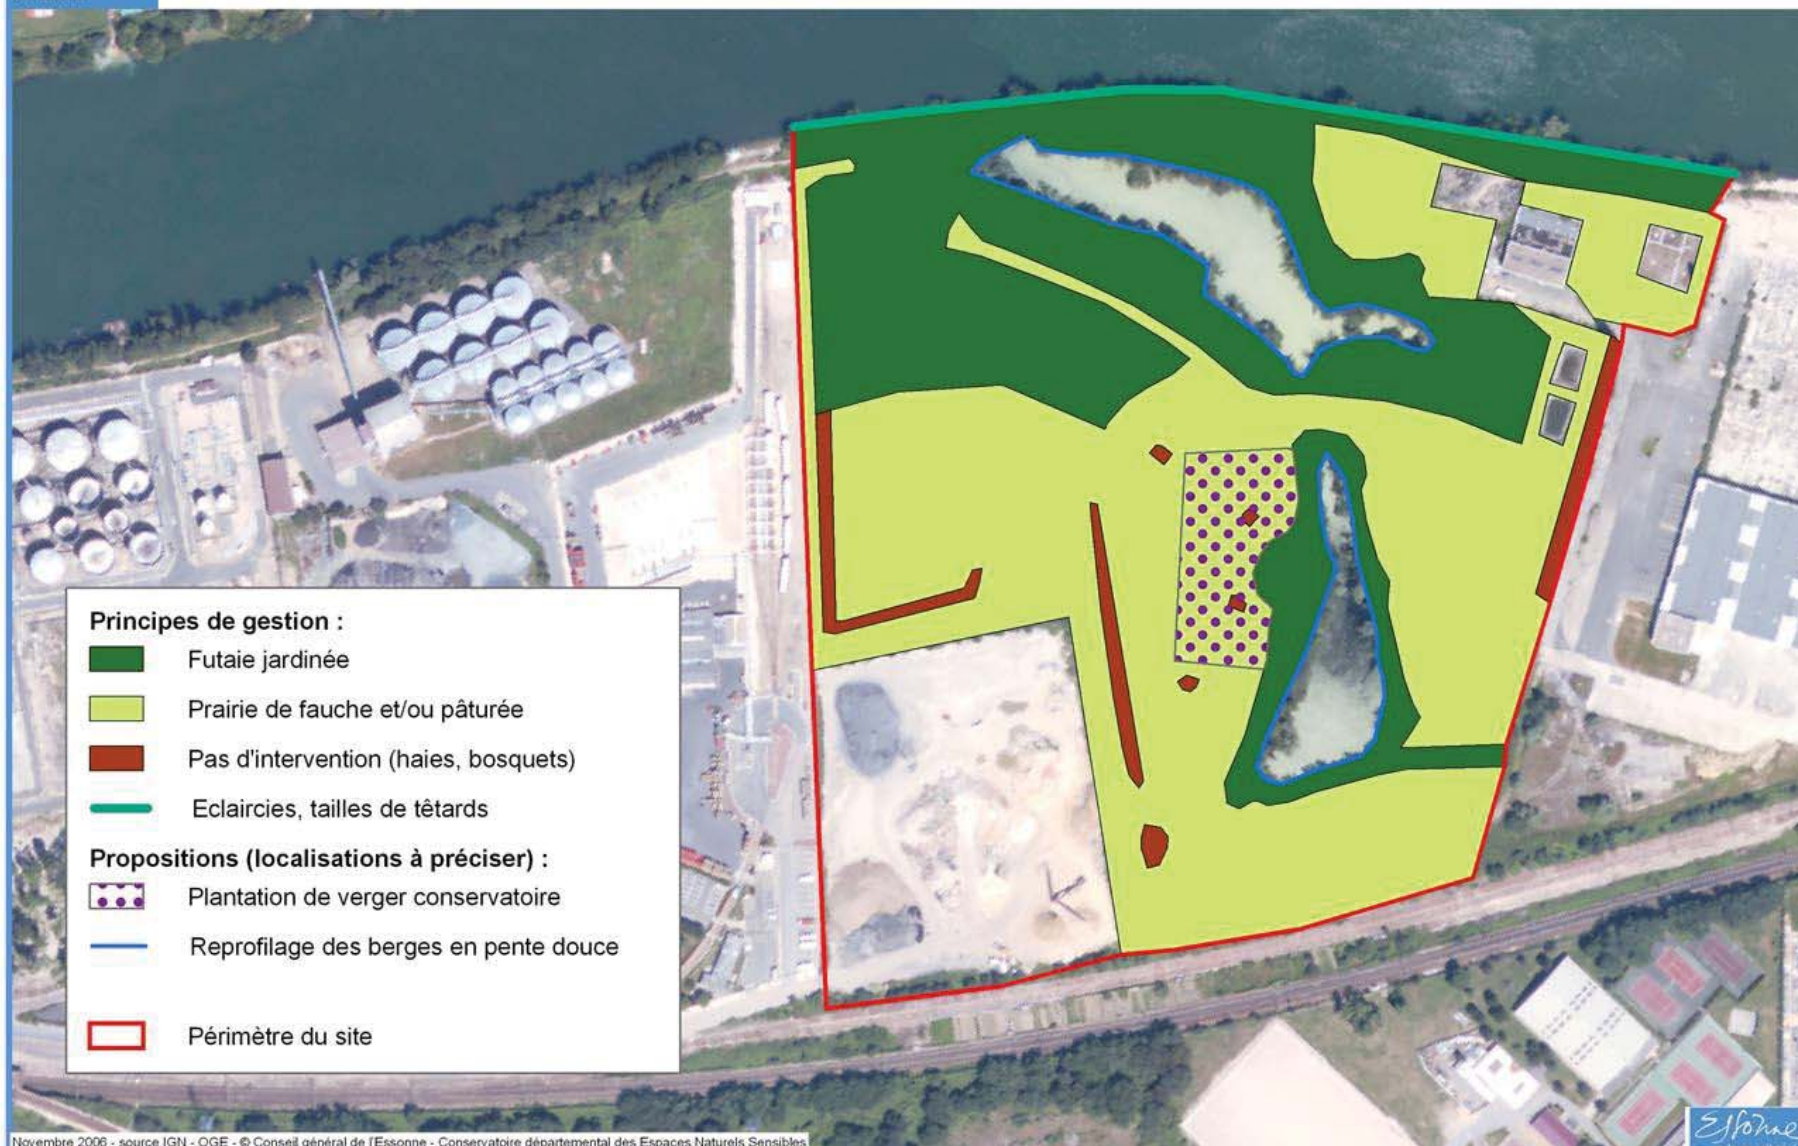 Principes de gestion :
Futaie jardinée
Prairie de fauche et/ou pâturée
Pas d'intervention (haies, bosquets)
Eclaircies, tailles de têtards
Propositions (localisations à préciser) :
Plantation de verger conservatoire
Reprofilage des berges en pente douce
Périmètre du site
Novembre 2006 - source IGN - OGE - © Conseil général de l'Essonne - Conservatoire départemental des Espaces Naturels Sensibles
Essonne